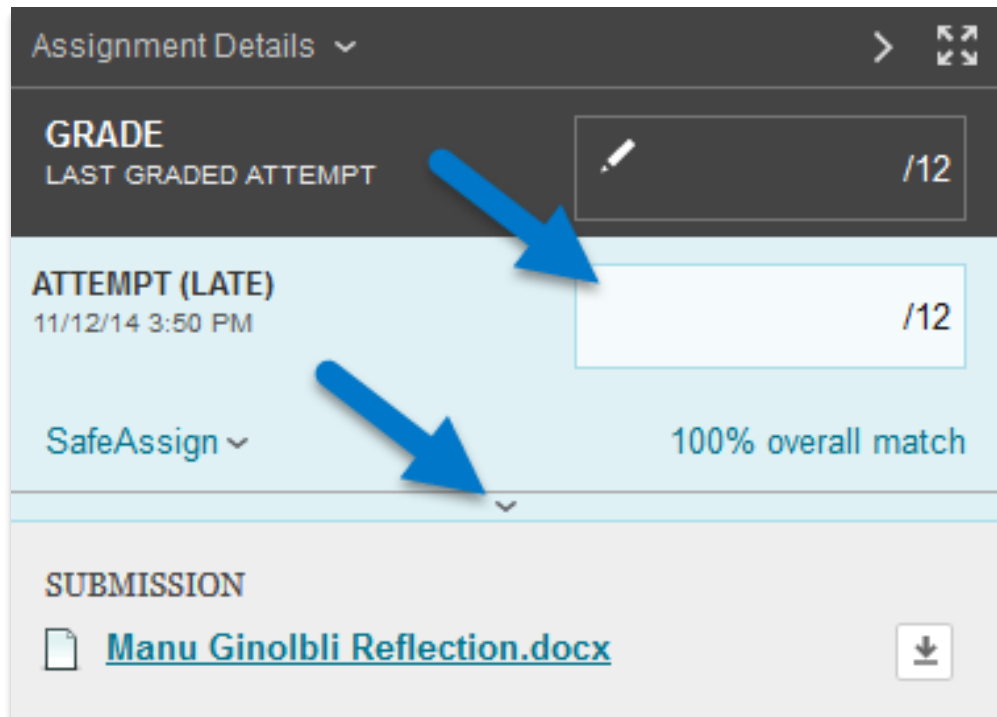 Assignment Details
GRADE
LAST GRADED ATTEMPT
/12
ATTEMPT (LATE)
11/12/14 3:50 PM
/12
SafeAssign
100% overall match
SUBMISSION
Manu Ginolbli Reflection.docx